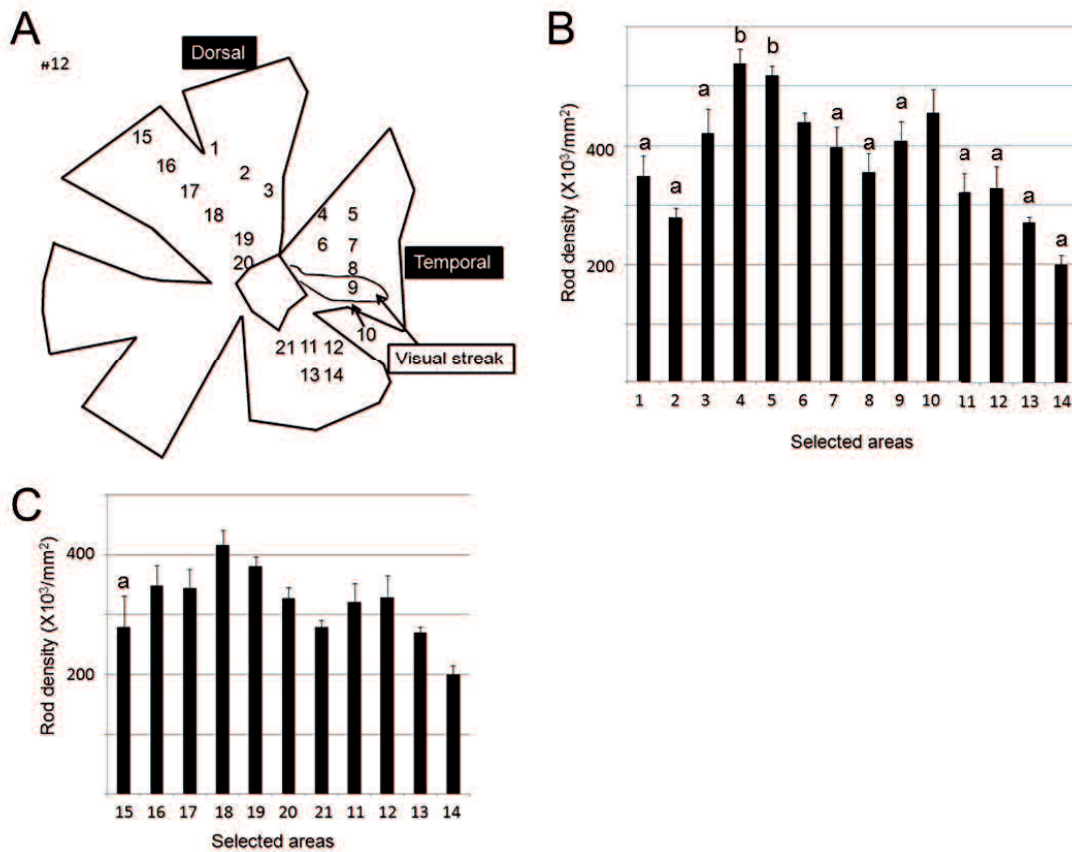 A
#12
Dorsal
15
1
16
2
17
3
18
4 5
19
6 7
20
8
Temporal
9
10
21 11 12
Visual streak
13 14
B
Rod density (X10³/mm²)
400
200
a a a b b a a a a a a a
1 2 3 4 5 6 7 8 9 10 11 12 13 14
Selected areas
C
Rod density (X10³/mm²)
400
200
a
15 16 17 18 19 20 21 11 12 13 14
Selected areas